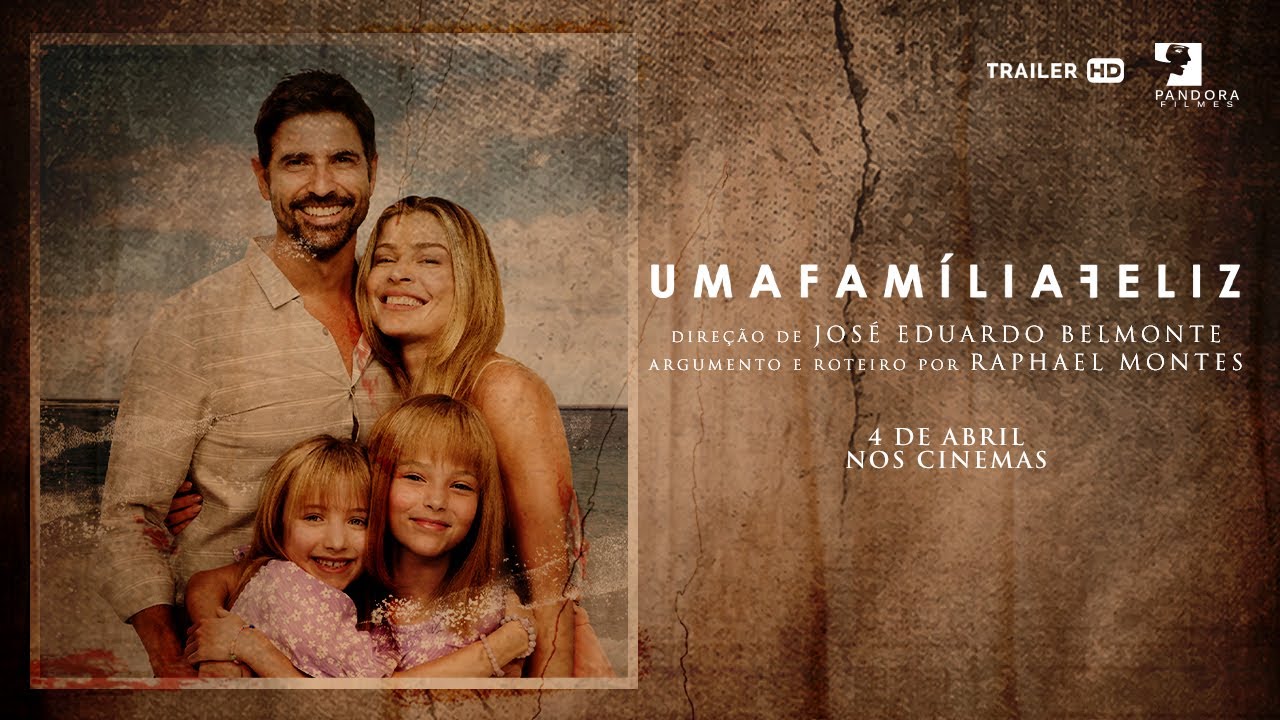 TRAILER HD
PANDORA
FILMES
UMAFAMÍLIAFELIZ
DIREÇÃO DE JOSÉ EDUARDO BELMONTE
ARGUMENTO E ROTEIRO POR RAPHAEL MONTES
4 DE ABRIL
NOS CINEMAS